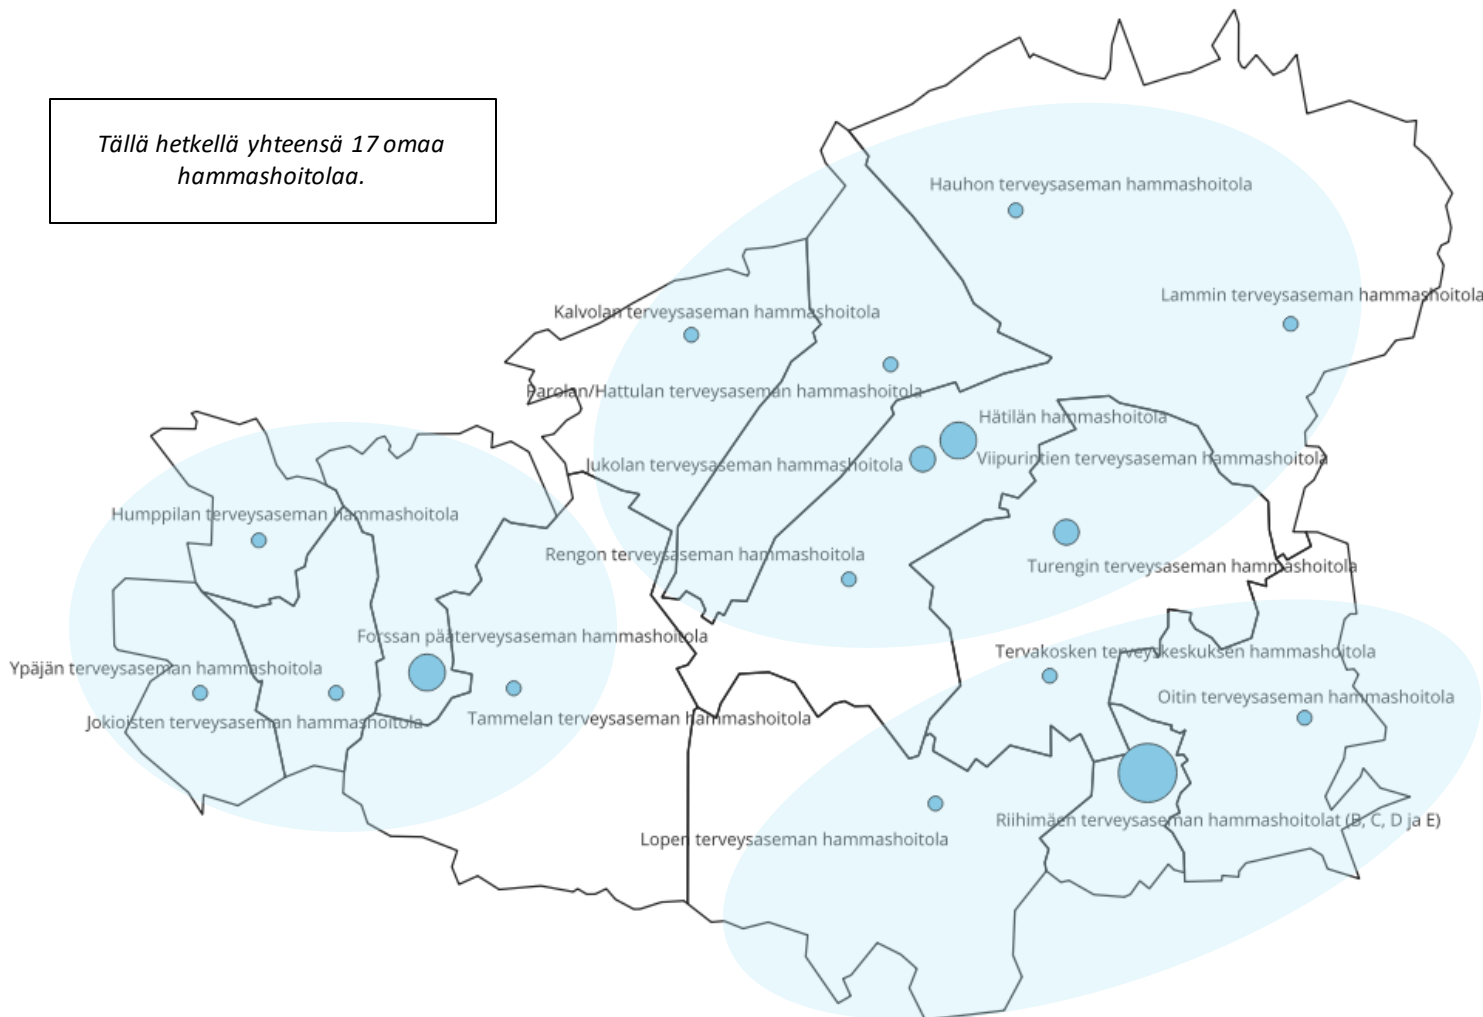 Tällä hetkellä yhteensä 17 omaa
hammashoitolaa.
Hauhon terveysaseman hammashoitola
Lammin terveysaseman hammashoitola
Kalvolan terveysaseman hammashoitola
Parolan/Hattulan terveysaseman hammashoitola
Hätilän hammashoitola
Jukolan terveysaseman hammashoitola
Viipurintien terveysaseman hammashoitola
Humppilan terveysaseman hammashoitola
Rengon terveysaseman hammashoitola
Turengin terveysaseman hammashoitola
Forssan pääterveysaseman hammashoitola
Tervakosken terveyskeskuksen hammashoitola
Ypäjän terveysaseman hammashoitola
Oitin terveysaseman hammashoitola
Jokioisten terveysaseman hammashoitola
Tammelan terveysaseman hammashoitola
Riihimäen terveysaseman hammashoitolat (B, C, D ja E)
Lopen terveysaseman hammashoitola